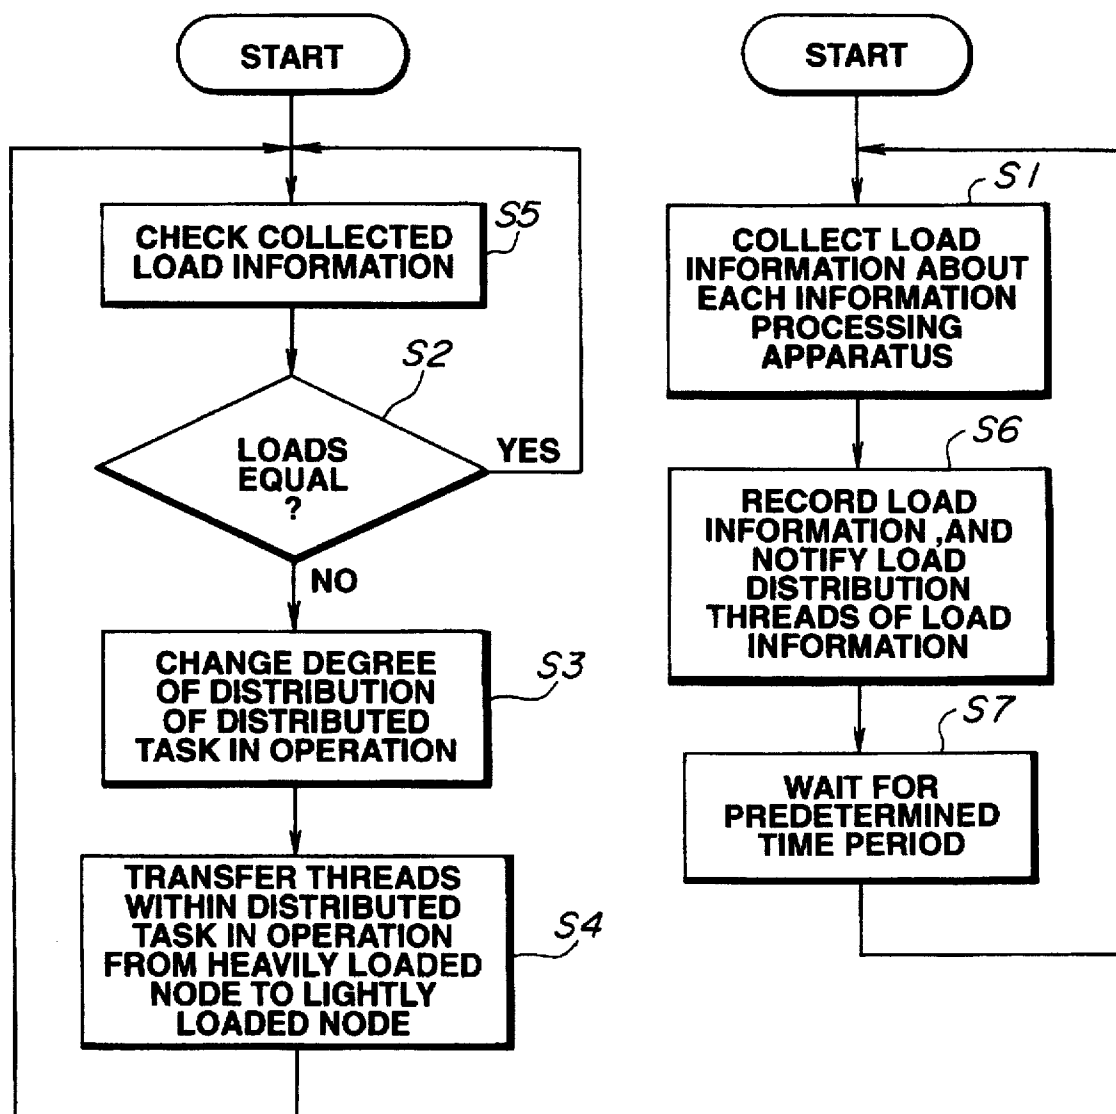 START
S5
CHECK COLLECTED
LOAD INFORMATION
S2
LOADS
EQUAL
?
YES
NO
S3
CHANGE DEGREE
OF DISTRIBUTION
OF DISTRIBUTED
TASK IN OPERATION
S4
TRANSFER THREADS
WITHIN DISTRIBUTED
TASK IN OPERATION
FROM HEAVILY LOADED
NODE TO LIGHTLY
LOADED NODE
START
S1
COLLECT LOAD
INFORMATION ABOUT
EACH INFORMATION
PROCESSING
APPARATUS
S6
RECORD LOAD
INFORMATION ,AND
NOTIFY LOAD
DISTRIBUTION
THREADS OF LOAD
INFORMATION
S7
WAIT FOR
PREDETERMINED
TIME PERIOD